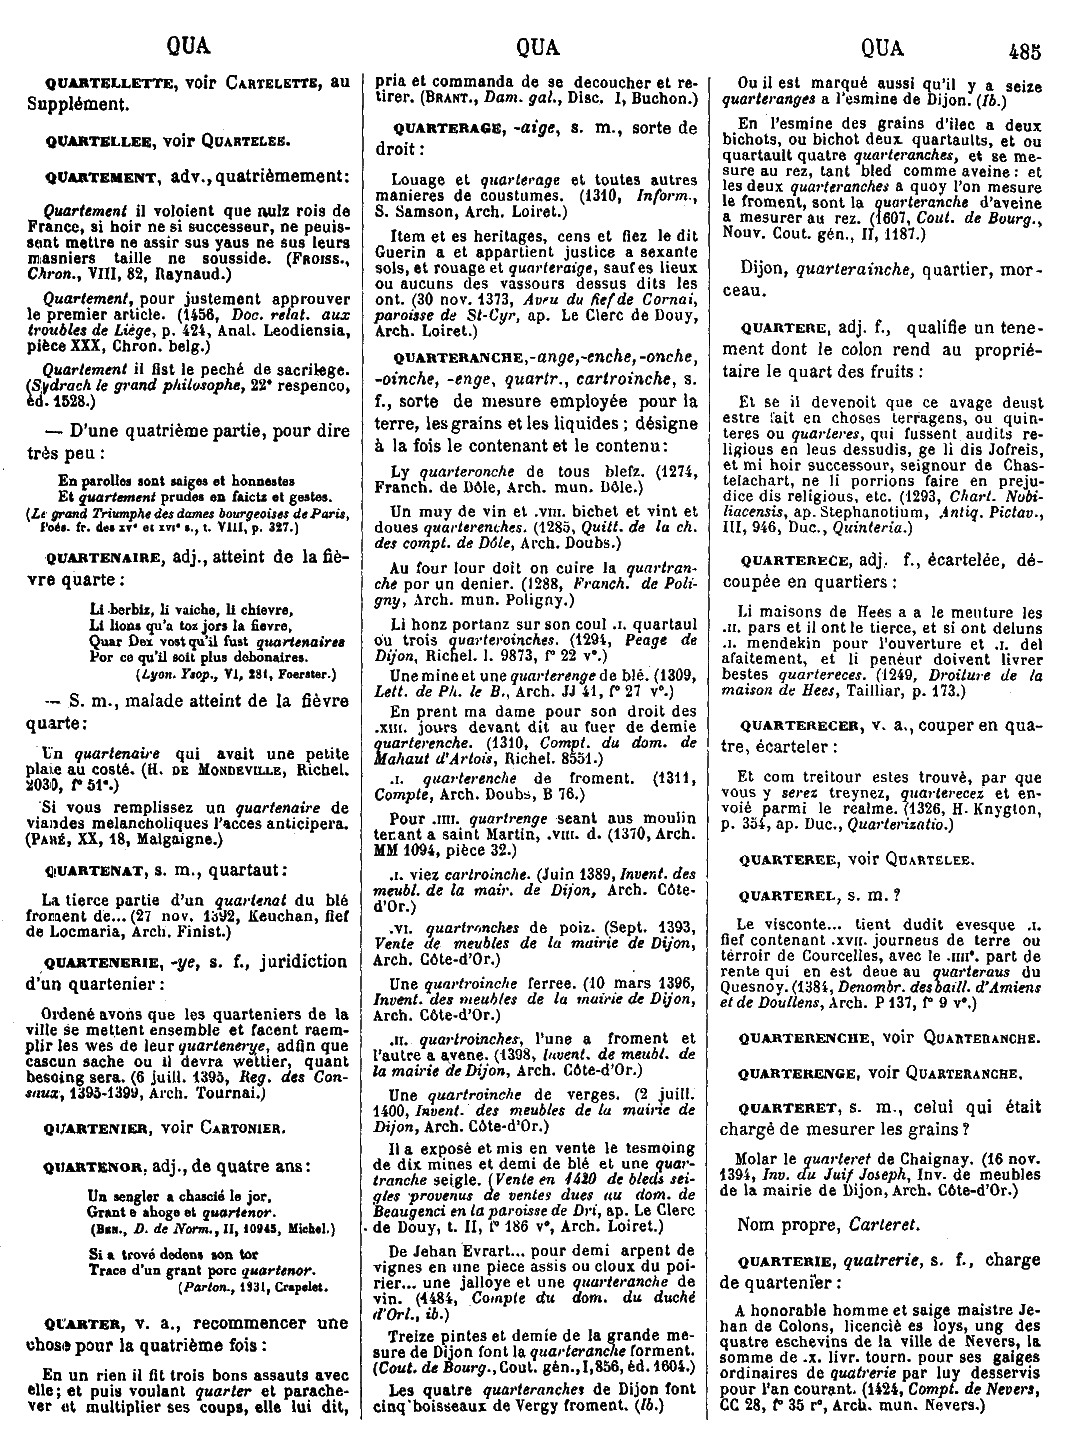 QUA QUA QUA 485
QUARTELLETTE, voir CARTELETTE, au
Supplément.
QUARTELLEE, voir QUARTELEE.
QUARTEMENT, adv., quatrièmement:
Quartement il voloient que nulz rois de
France, si hoir ne si successeur, ne peuis-
sent mettre ne assir sus yaus ne sus leurs
masniers taille ne sousside. (FROISS.,
Chron., VIII, 82, Raynaud.)
Quartement, pour justement approuver
le premier article. (1456, Doc. relat. aux
troubles de Liége, p. 424, Anal. Leodiensia,
pièce XXX, Chron. belg.)
Quartement il fist le peché de sacrilege.
(Sydrach le grand philosophe, 22e respence,
éd. 1528.)
— D'une quatrième partie, pour dire
très peu :
En parolles sont saiges et honnestes
Et quartement prudes en faictz et gestes.
(Le grand Triumphe des dames bourgeoises de Paris,
Poés. fr. des xve et xvie s., t. VIII, p. 327.)
QUARTENAIRE, adj., atteint de la fiè-
vre quarte :
Li berbiz, li vaiche, li chievre,
Li lions qu'a toz jors la fievre,
Quar Dex vost qu'il fust quartenaires
Por ce qu'il soit plus debonaires.
(Lyon. Ysop., VI, 281, Foerster.)
— S. m., malade atteint de la fièvre
quarte:
Un quartenaire qui avait une petite
plaie au costé. (H. DE MONDEVILLE, Richel.
2030, f° 51a.)
Si vous remplissez un quartenaire de
viandes melancholiques l'acces anticipera.
(PARÉ, XX, 18, Malgaigne.)
QUARTENAT, s. m., quartaut :
La tierce partie d'un quartenat du blé
froment de... (27 nov. 1392, Keuchan, fief
de Locmaria, Arch. Finist.)
QUARTENERIE, -ye, s. f., juridiction
d'un quartenier :
Ordené avons que les quarteniers de la
ville se mettent ensemble et facent raem-
plir les wes de leur quartenerye, adfin que
cascun sache ou il devra wettier, quant
besoing sera. (6 juill. 1395, Reg. des Con-
saux, 1395-1399, Arch. Tournai.)
QUARTENIER, voir CARTONIER.
QUARTENOR, adj., de quatre ans :
Un sengler a chascié le jor,
Grant e ahoge et quartenor.
(BEN., D. de Norm., II, 10945, Michel.)
Si a trové dedens son tor
Trace d'un grant porc quartenor.
(Parton., 1831, Crapelet.
QUARTER, v. a., recommencer une
chose pour la quatrième fois :
En un rien il fit trois bons assauts avec
elle; et puis voulant quarter et parache-
ver et multiplier ses coups, elle lui dit,
pria et commanda de se decoucher et re-
tirer. (BRANT., Dam. gal., Disc. I, Buchon.)
QUARTERAGE, -aige, s. m., sorte de
droit :
Louage et quarterage et toutes autres
manieres de coustumes. (1310, Inform.,
S. Samson, Arch. Loiret.)
Item et es heritages, cens et fiez le dit
Guerin a et appartient justice a sexante
sols, et rouage et quarteraige, sauf es lieux
ou aucuns des vassours dessus dits les
ont. (30 nov. 1373, Aveu du fief de Cornai,
paroisse de St-Cyr, ap. Le Clerc de Douy,
Arch. Loiret.)
QUARTERANCHE, -ange, -enche, -onche,
-oinche, -enge, quartr., cartroinche, s.
f., sorte de mesure employée pour la
terre, les grains et les liquides ; désigne
à la fois le contenant et le contenu :
Ly quarteronche de tous blefz. (1274,
Franch. de Dôle, Arch. mun. Dôle.)
Un muy de vin et .VIII. bichet et vint et
doues quarterenches. (1285, Quitt. de la ch.
des compt. de Dôle, Arch. Doubs.)
Au four lour doit on cuire la quartran-
che por un denier. (1288, Franch. de Poli-
gny, Arch. mun. Poligny.)
Li honz portanz sur son coul .I. quartaul
ou trois quarteroinches. (1294, Peage de
Dijon, Richel. l. 9873, f° 22 v°.)
Une mine et une quarterenge de blé. (1309,
Lett. de Ph. le B., Arch. JJ 41, f° 27 v°.)
En prent ma dame pour son droit des
.XIII. jours devant dit au fuer de demie
quarterenche. (1310, Compt. du dom. de
Mahaut d'Artois, Richel. 8551.)
.I. quarterenche de froment. (1311,
Compte, Arch. Doubs, B 76.)
Pour .IIII. quartrenge seant aus moulin
tenant a saint Martin, .VIII. d. (1370, Arch.
MM 1094, pièce 32.)
.I. viez cartroinche. (Juin 1389, Invent. des
meubl. de la mair. de Dijon, Arch. Côte-
d'Or.)
.VI. quartronches de poiz. (Sept. 1393,
Vente de meubles de la mairie de Dijon,
Arch. Côte-d'Or.)
Une quartroinche ferree. (10 mars 1396,
Invent. des meubles de la mairie de Dijon,
Arch. Côte-d'Or.)
.II. quartroinches, l'une a froment et
l'autre a avene. (1398, Invent. de meubl. de
la mairie de Dijon, Arch. Côte-d'Or.)
Une quartroinche de verges. (2 juill.
1400, Invent. des meubles de la mairie de
Dijon, Arch. Côte-d'Or.)
Il a exposé et mis en vente le tesmoing
de dix mines et demi de blé et une quar-
tranche seigle. (Vente en 1420 de bleds sei-
gles provenus de ventes dues au dom. de
Beaugenci en la paroisse de Dri, ap. Le Clerc
de Douy, t. II, f° 186 v°, Arch. Loiret.)
De Jehan Evrart... pour demi arpent de
vignes en une piece assis ou cloux du poi-
rier... une jalloye et une quarteranche de
vin. (1484, Compte du dom. du duché
d'Orl., ib.)
Treize pintes et demie de la grande me-
sure de Dijon font la quarteranche forment.
(Cout. de Bourg., Cout. gén., I, 856, éd. 1604.)
Les quatre quarteranches de Dijon font
cinq boisseaux de Vergy froment. (Ib.)
Ou il est marqué aussi qu'il y a seize
quarteranges a l'esmine de Dijon. (Ib.)
En l'esmine des grains d'ilec a deux
bichots, ou bichot deux quartaults, et ou
quartault quatre quarteranches, et se me-
sure au rez, tant bled comme aveine : et
les deux quarteranches a quoy l'on mesure
le froment, sont la quarteranche d'aveine
a mesurer au rez. (1607, Cout. de Bourg.,
Nouv. Cout. gén., II, 1187.)
Dijon, quarterainche, quartier, mor-
ceau.
QUARTERE, adj. f., qualifie un tene-
ment dont le colon rend au proprié-
taire le quart des fruits :
Et se il devenoit que ce avage deust
estre fait en choses terragens, ou quin-
teres ou quarteres, qui fussent audits re-
ligious en leus dessudis, ge li dis Jofreis,
et mi hoir successour, seignour de Chas-
telachart, ne li porrions faire en preju-
dice dis religious, etc. (1293, Chart. Nobi-
liacensis, ap. Stephanotium, Antiq. Pictav.,
III, 946, Duc., Quinteria.)
QUARTERECE, adj. f., écartelée, dé-
coupée en quartiers :
Li maisons de Hees a a le meuture les
.II. pars et il ont le tierce, et si ont deluns
.I. mendekin pour l'ouverture et .I. del
afaitement, et li peneur doivent livrer
bestes quartereces. (1249, Droiture de la
maison de Hees, Tailliar, p. 173.)
QUARTERECER, v. a., couper en qua-
tre, écarteler :
Et com treitour estes trouvé, par que
vous y serez treynez, quarterecez et en-
voié parmi le realme. (1326, H. Knygton,
p. 354, ap. Duc., Quarterizatio.)
QUARTEREE, voir QUARTELEE.
QUARTEREL, s. m. ?
Le visconte... tient dudit evesque .I.
fief contenant .XVII. journeus de terre ou
terroir de Courcelles, avec le .IIIIe. part de
rente qui en est deue au quarteraus du
Quesnoy. (1384, Denombr. des baill. d'Amiens
et de Doullens, Arch. P 137, f° 9 v°.)
QUARTERENCHE, voir QUARTERANCHE.
QUARTERENGE, voir QUARTERANCHE.
QUARTERET, s. m., celui qui était
chargé de mesurer les grains ?
Molar le quarteret de Chaignay. (16 nov.
1394, Inv. du Juif Joseph, Inv. de meubles
de la mairie de Dijon, Arch. Côte-d'Or.)
Nom propre, Carteret.
QUARTERIE, quatrerie, s. f., charge
de quartenier :
A honorable homme et saige maistre Je-
han de Colons, licencié es loys, ung des
quatre eschevins de la ville de Nevers, la
somme de .X. livr. tourn. pour ses gaiges
ordinaires de quatrerie par luy desservis
pour l'an courant. (1424, Compt. de Nevers,
CC 28, f° 35 r°, Arch. mun. Nevers.)